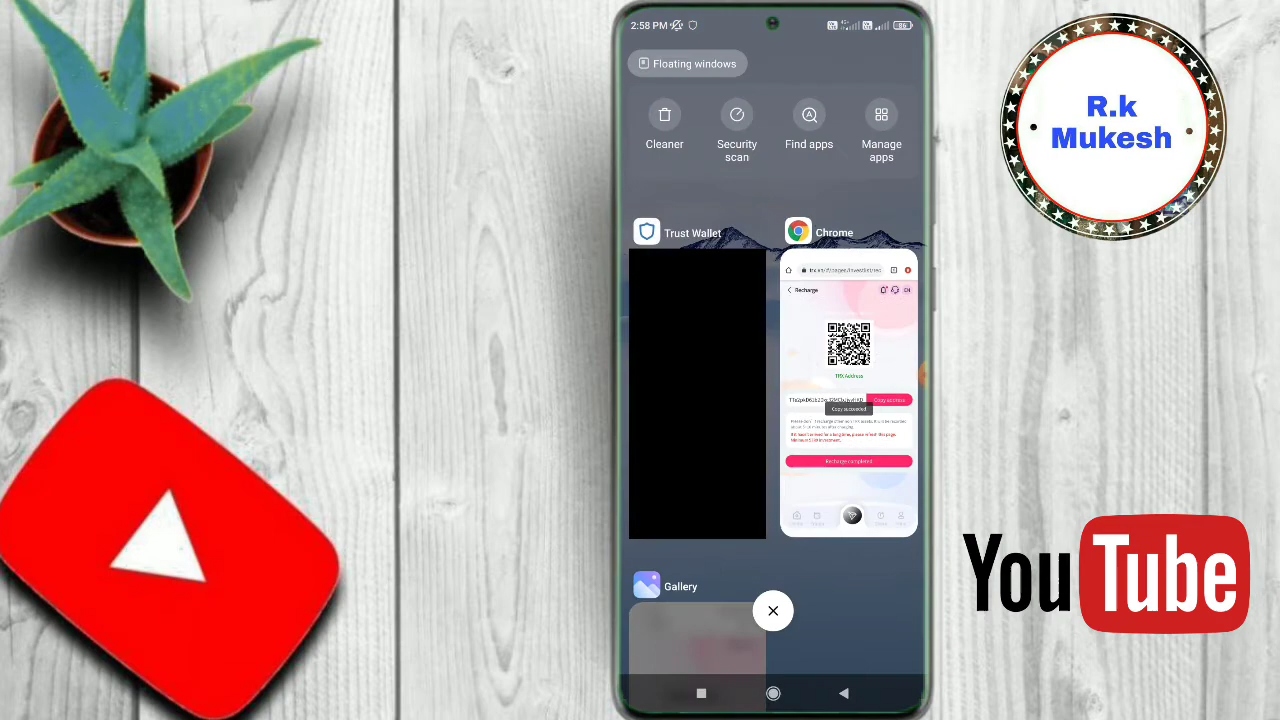 2:58 PM
Floating windows
Cleaner
Security scan
Find apps
Manage apps
Trust Wallet
Chrome
Recharge
TRX Address
Copy address
Copy succeeded
Recharge completed
Gallery
R.k
Mukesh
YouTube